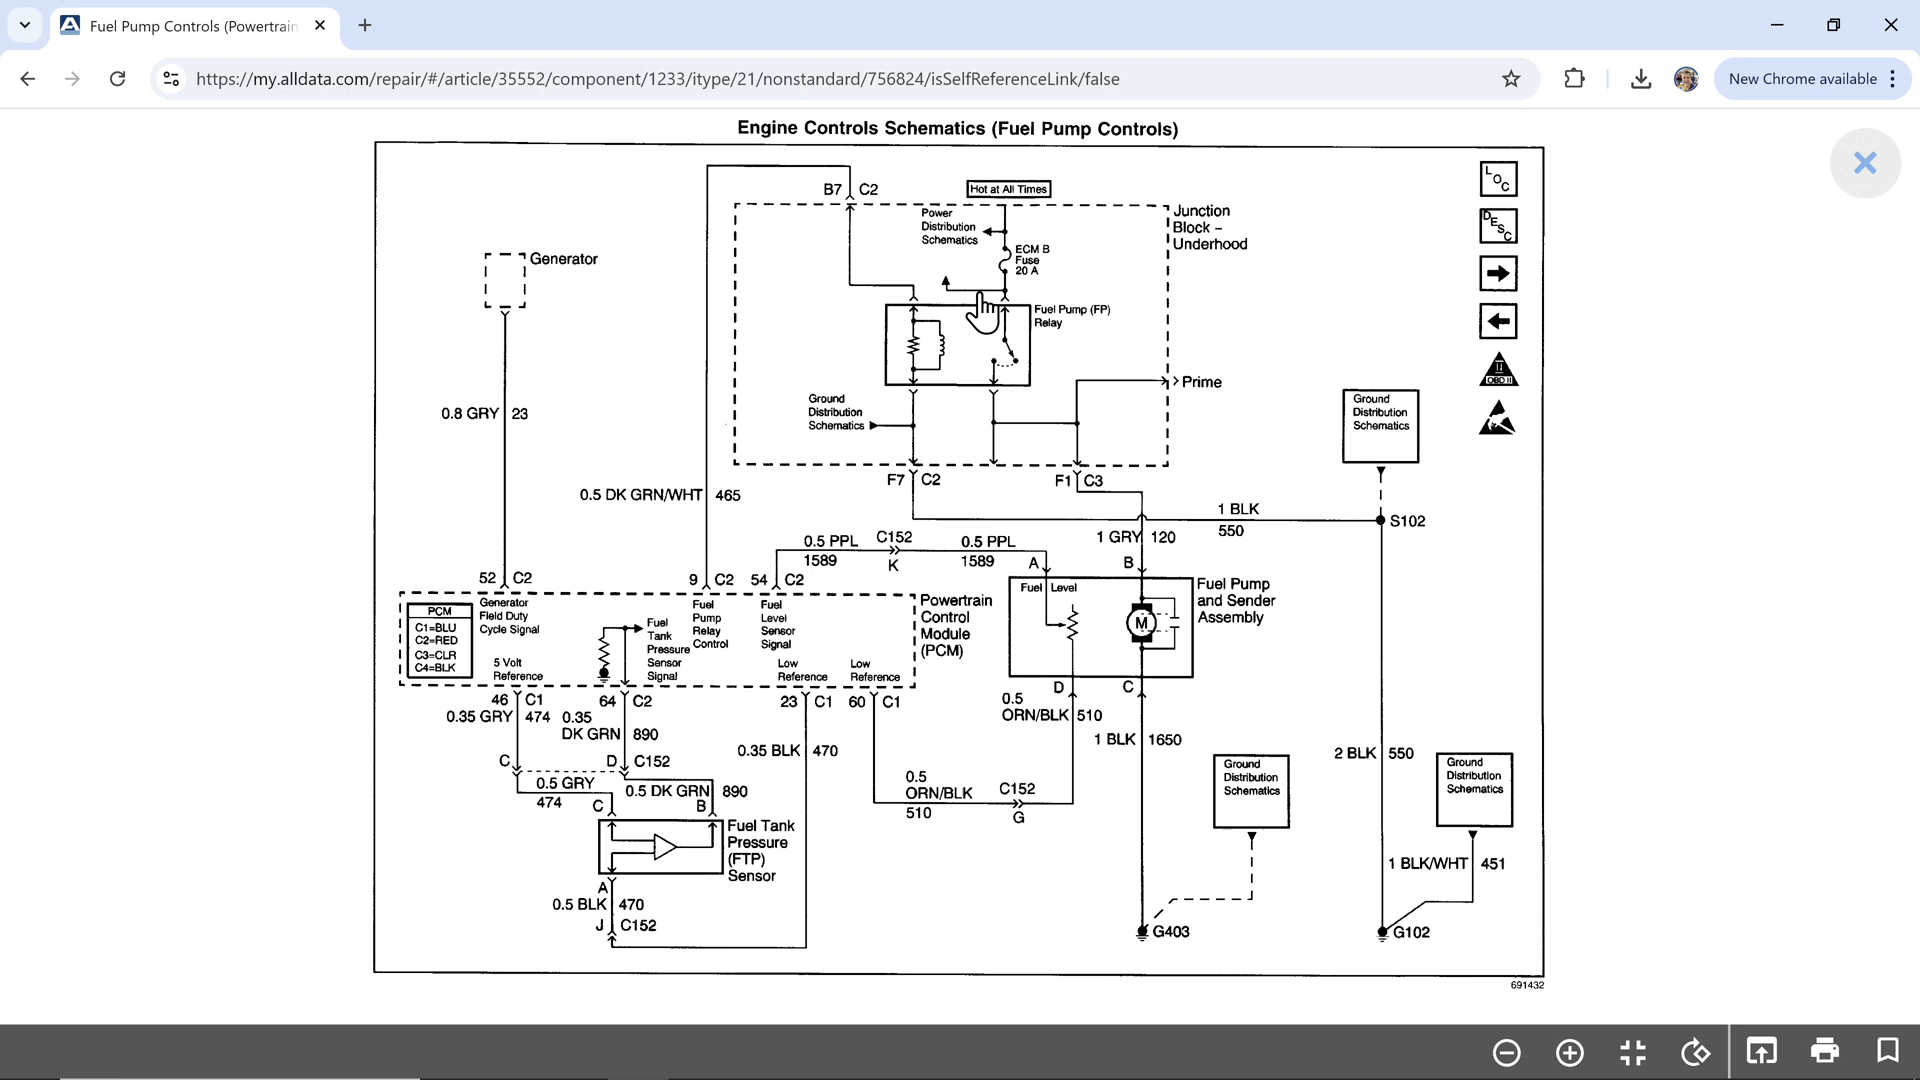 Fuel Pump Controls (Powertrain
https://my.alldata.com/repair/#/article/35552/component/1233/itype/21/nonstandard/756824/isSelfReferenceLink/false
New Chrome available
Engine Controls Schematics (Fuel Pump Controls)
B7 C2
Hot at All Times
Power
Distribution
Schematics
ECM B
Fuse
20 A
Junction
Block –
Underhood
LOC
DESC
Generator
Fuel Pump (FP)
Relay
II
OBD II
Prime
Ground
Distribution
Schematics
Ground
Distribution
Schematics
0.8 GRY 23
F7 C2
F1 C3
0.5 DK GRN/WHT 465
1 BLK
550
S102
0.5 PPL
1589
C152
K
0.5 PPL
1589
1 GRY 120
A
B
52 C2
9 C2
54 C2
PCM
C1=BLU
C2=RED
C3=CLR
C4=BLK
Generator
Field Duty
Cycle Signal
5 Volt
Reference
Fuel
Tank
Pressure
Sensor
Signal
Fuel
Pump
Relay
Control
Fuel
Level
Sensor
Signal
Low
Reference
Low
Reference
Powertrain
Control
Module
(PCM)
Fuel Level
M
Fuel Pump
and Sender
Assembly
46 C1
64 C2
23 C1
60 C1
D
C
0.35 GRY 474
0.35
DK GRN 890
0.5
ORN/BLK 510
0.35 BLK 470
1 BLK 1650
2 BLK 550
C
D C152
0.5 GRY
474
0.5 DK GRN 890
C
B
0.5
ORN/BLK
510
C152
G
Ground
Distribution
Schematics
Ground
Distribution
Schematics
Fuel Tank
Pressure
(FTP)
Sensor
1 BLK/WHT 451
A
0.5 BLK 470
J C152
G403
G102
691432